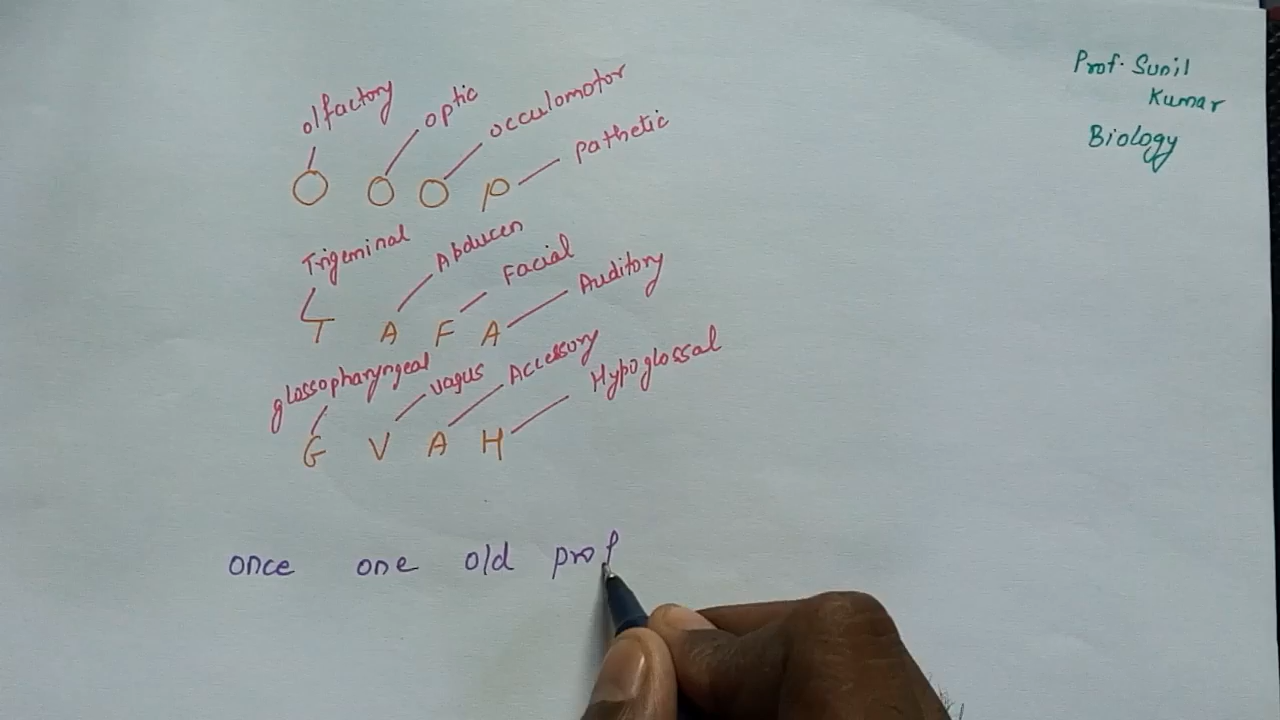 olfactory optic occulomotor pathetic
O O O P
Trigeminal Abducen Facial Auditory
T A F A
glossopharyngeal vagus Accessory Hypoglossal
G V A H
once one old prof
Prof. Sunil
Kumar
Biology